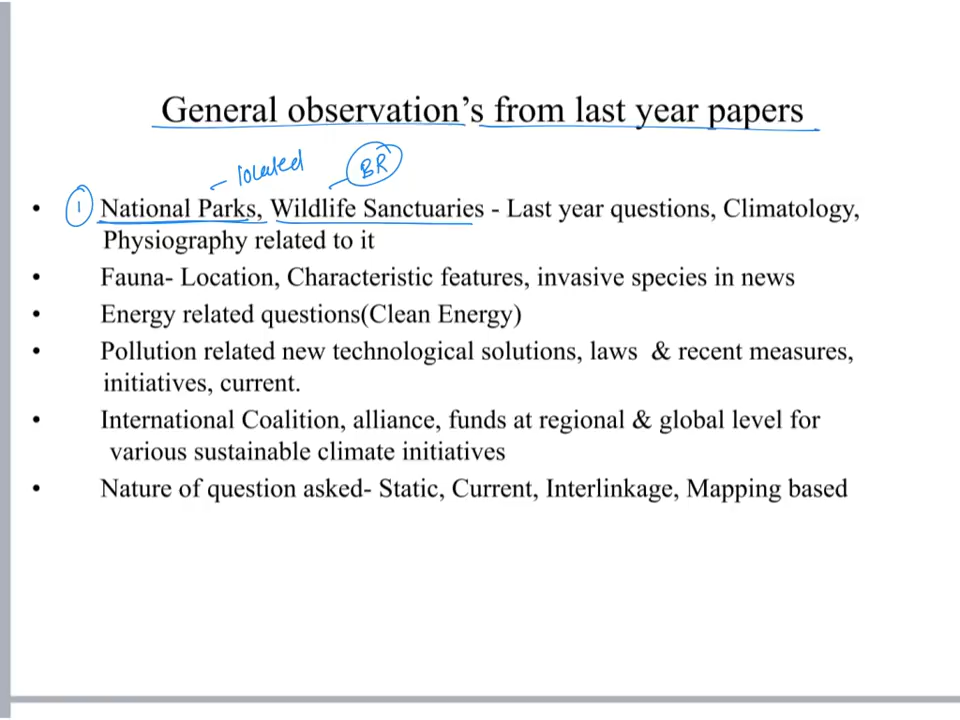 General observation’s from last year papers
located
BR
• 1 National Parks, Wildlife Sanctuaries - Last year questions, Climatology,
Physiography related to it
• Fauna- Location, Characteristic features, invasive species in news
• Energy related questions(Clean Energy)
• Pollution related new technological solutions, laws & recent measures,
initiatives, current.
• International Coalition, alliance, funds at regional & global level for
various sustainable climate initiatives
• Nature of question asked- Static, Current, Interlinkage, Mapping based